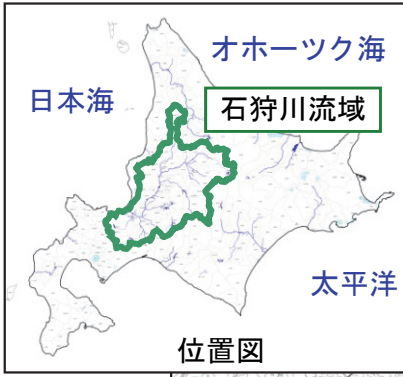 オホーツク海
日本海
石狩川流域
太平洋
位置図